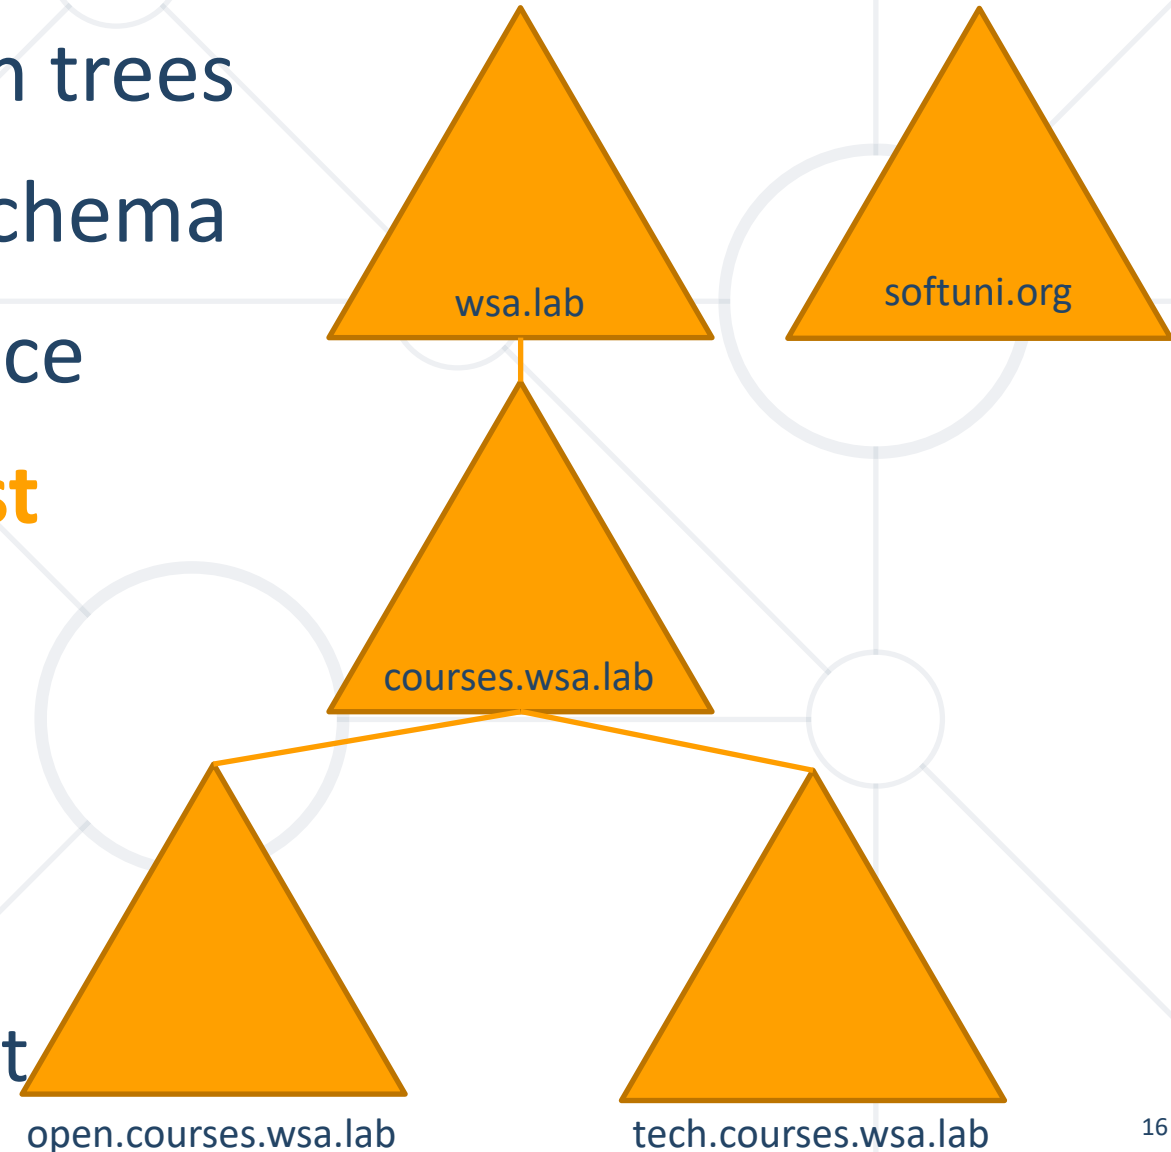 n trees
chema
ce
st
t
wsa.lab
softuni.org
courses.wsa.lab
open.courses.wsa.lab
tech.courses.wsa.lab
16